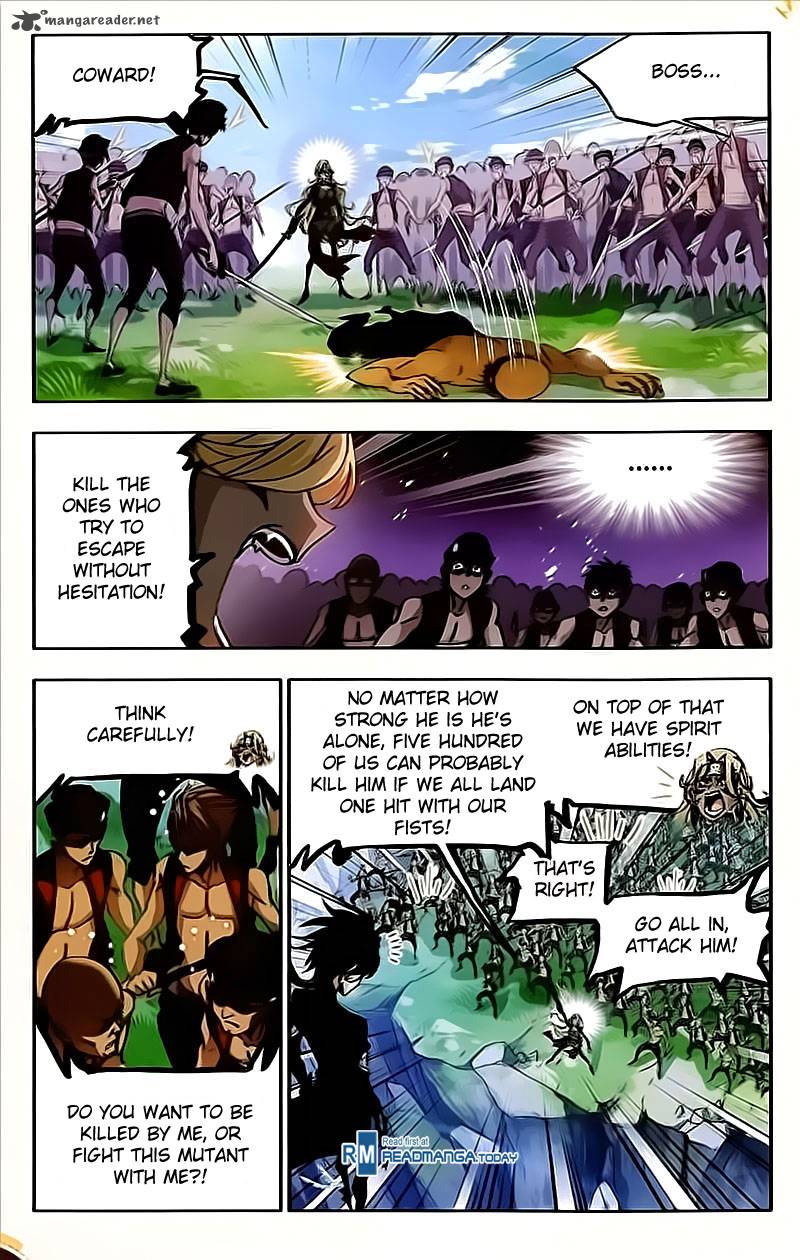 mangareader.net
COWARD!
BOSS...
KILL THE
ONES WHO
TRY TO
ESCAPE
WITHOUT
HESITATION!
......
THINK
CAREFULLY!
DO YOU WANT TO BE
KILLED BY ME, OR
FIGHT THIS MUTANT
WITH ME?!
NO MATTER HOW
STRONG HE IS HE'S
ALONE, FIVE HUNDRED
OF US CAN PROBABLY
KILL HIM IF WE ALL LAND
ONE HIT WITH OUR
FISTS!
ON TOP OF THAT
WE HAVE SPIRIT
ABILITIES!
THAT'S
RIGHT!
GO ALL IN,
ATTACK HIM!
RM
Read first at
READMANGA.TODAY